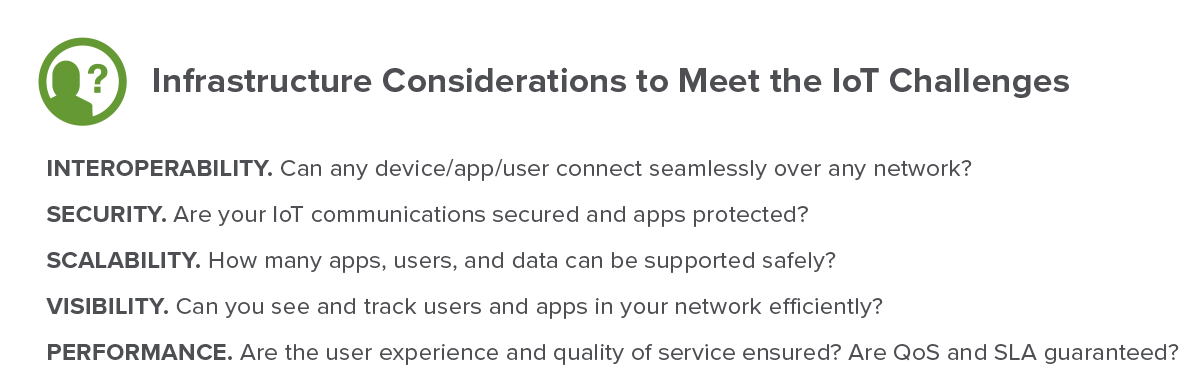 ?
Infrastructure Considerations to Meet the IoT Challenges
INTEROPERABILITY. Can any device/app/user connect seamlessly over any network?
SECURITY. Are your IoT communications secured and apps protected?
SCALABILITY. How many apps, users, and data can be supported safely?
VISIBILITY. Can you see and track users and apps in your network efficiently?
PERFORMANCE. Are the user experience and quality of service ensured? Are QoS and SLA guaranteed?